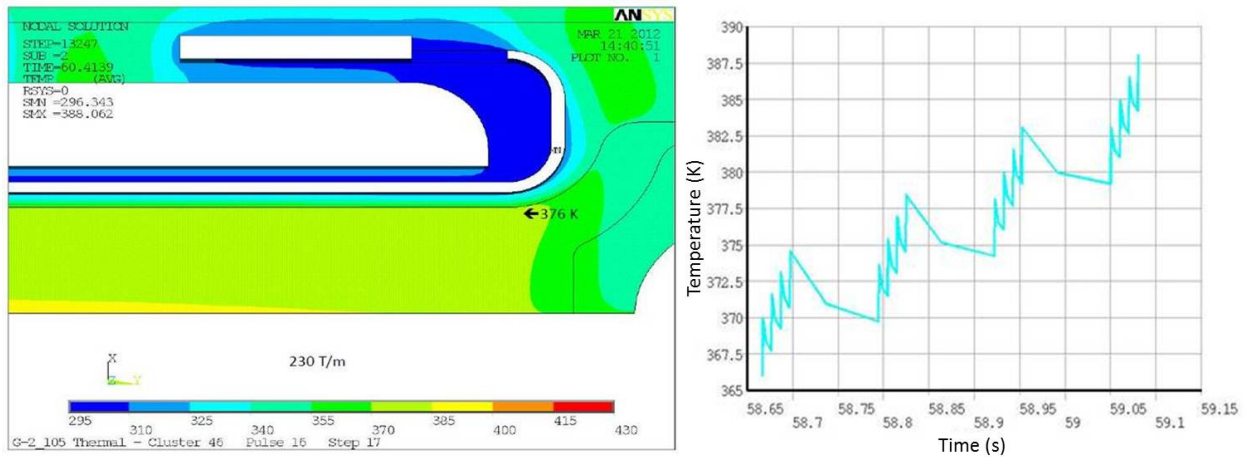 ANSYS
NODAL SOLUTION
STEP=13247
SUB =2
TIME=60.4139
TEMP (AVG)
RSYS=0
SMN =296.343
SMX =388.062
MAR 21 2012
14:40:51
PLOT NO. 1
MN
←376 K
230 T/m
X
Z Y
295 310 325 340 355 370 385 400 415 430
G-2_105 Thermal - Cluster 46 Pulse 16 Step 17
Temperature (K)
390
387.5
385
382.5
380
377.5
375
372.5
370
367.5
365
58.65 58.7 58.75 58.8 58.85 58.9 58.95 59 59.05 59.1 59.15
Time (s)